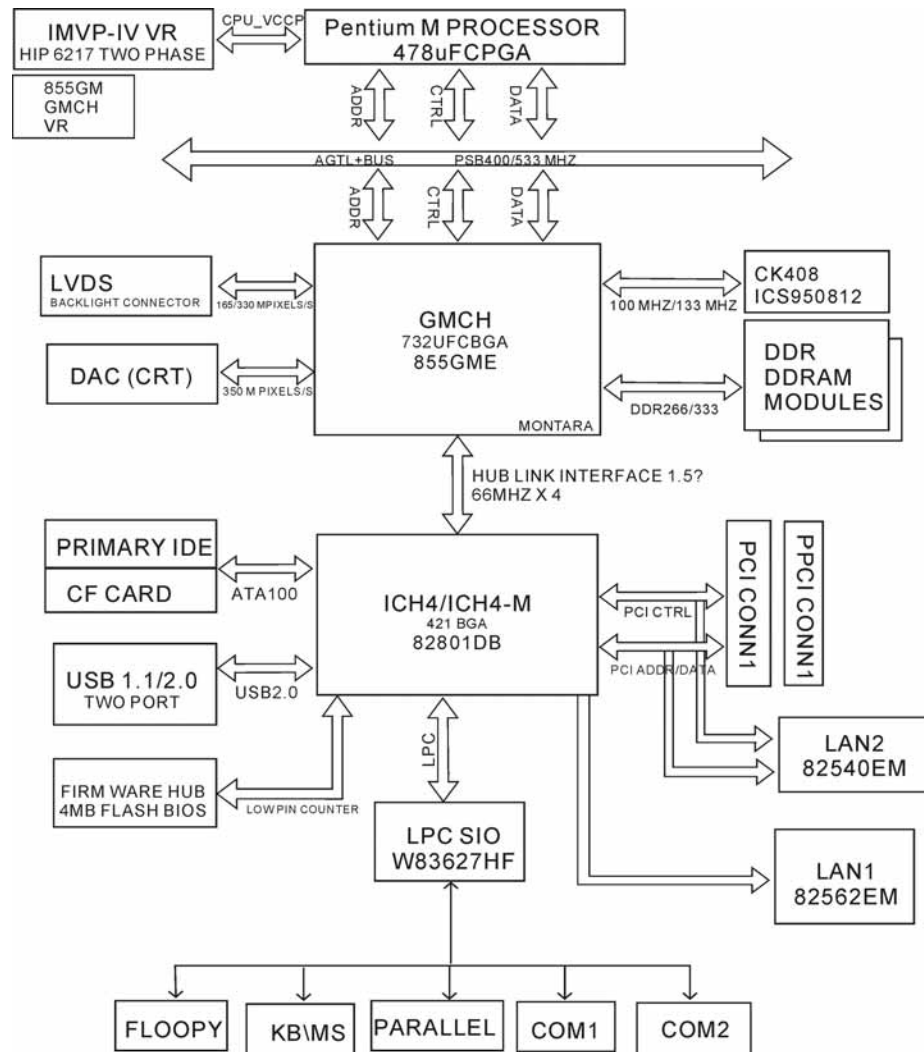 IMVP-IV VR
HIP 6217 TWO PHASE
CPU_VCCP
Pentium M PROCESSOR
478uFCPGA
855GM
GMCH
VR
ADDR
CTRL
DATA
AGTL+BUS
PSB400/533 MHZ
ADDR
CTRL
DATA
LVDS
BACKLIGHT CONNECTOR
165/330 MPIXELS/S
GMCH
732UFCBGA
855GME
MONTARA
100 MHZ/133 MHZ
CK408
ICS950812
DAC (CRT)
350 M PIXELS/S
DDR266/333
DDR
DDRAM
MODULES
HUB LINK INTERFACE 1.5?
66MHZ X 4
PRIMARY IDE
CF CARD
ATA100
ICH4/ICH4-M
421 BGA
82801DB
PCI CTRL
PCI ADDR/DATA
PCI CONN1
PPCI CONN1
USB 1.1/2.0
TWO PORT
USB2.0
LAN2
82540EM
FIRM WARE HUB
4MB FLASH BIOS
LOW PIN COUNTER
LPC
LPC SIO
W83627HF
LAN1
82562EM
FLOOPY
KB\MS
PARALLEL
COM1
COM2